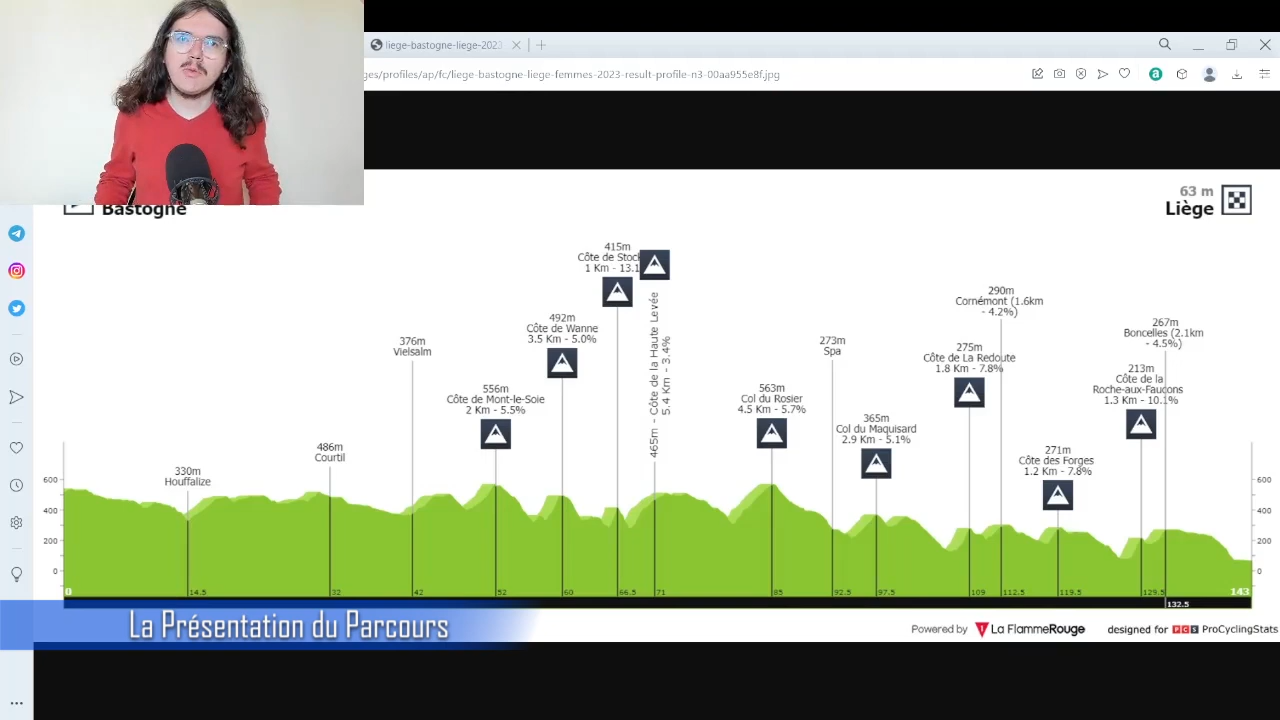 liege-bastogne-liege-2023
ges/profiles/ap/fc/liege-bastogne-liege-femmes-2023-result-profile-n3-00aa955e8f.jpg
Bastogne
63 m
Liège
415m
Côte de Stock
1 Km - 13.1
465m - Côte de la Haute Levée
5.4 Km - 3.4%
290m
Cornémont (1.6km
- 4.2%)
492m
Côte de Wanne
3.5 Km - 5.0%
267m
Boncelles (2.1km
- 4.5%)
376m
Vielsalm
273m
Spa
275m
Côte de La Redoute
1.8 Km - 7.8%
213m
Côte de la
Roche-aux-Faucons
1.3 Km - 10.1%
556m
Côte de Mont-le-Soie
2 Km - 5.5%
563m
Col du Rosier
4.5 Km - 5.7%
365m
Col du Maquisard
2.9 Km - 5.1%
486m
Courtil
271m
Côte des Forges
1.2 Km - 7.8%
330m
Houffalize
600
400
200
0
600
400
200
0
0 14.5 32 42 52 60 66.5 71 85 92.5 97.5 109 112.5 119.5 129.5 143
132.5
La Présentation du Parcours
Powered by La FlammeRouge designed for PCS ProCyclingStats